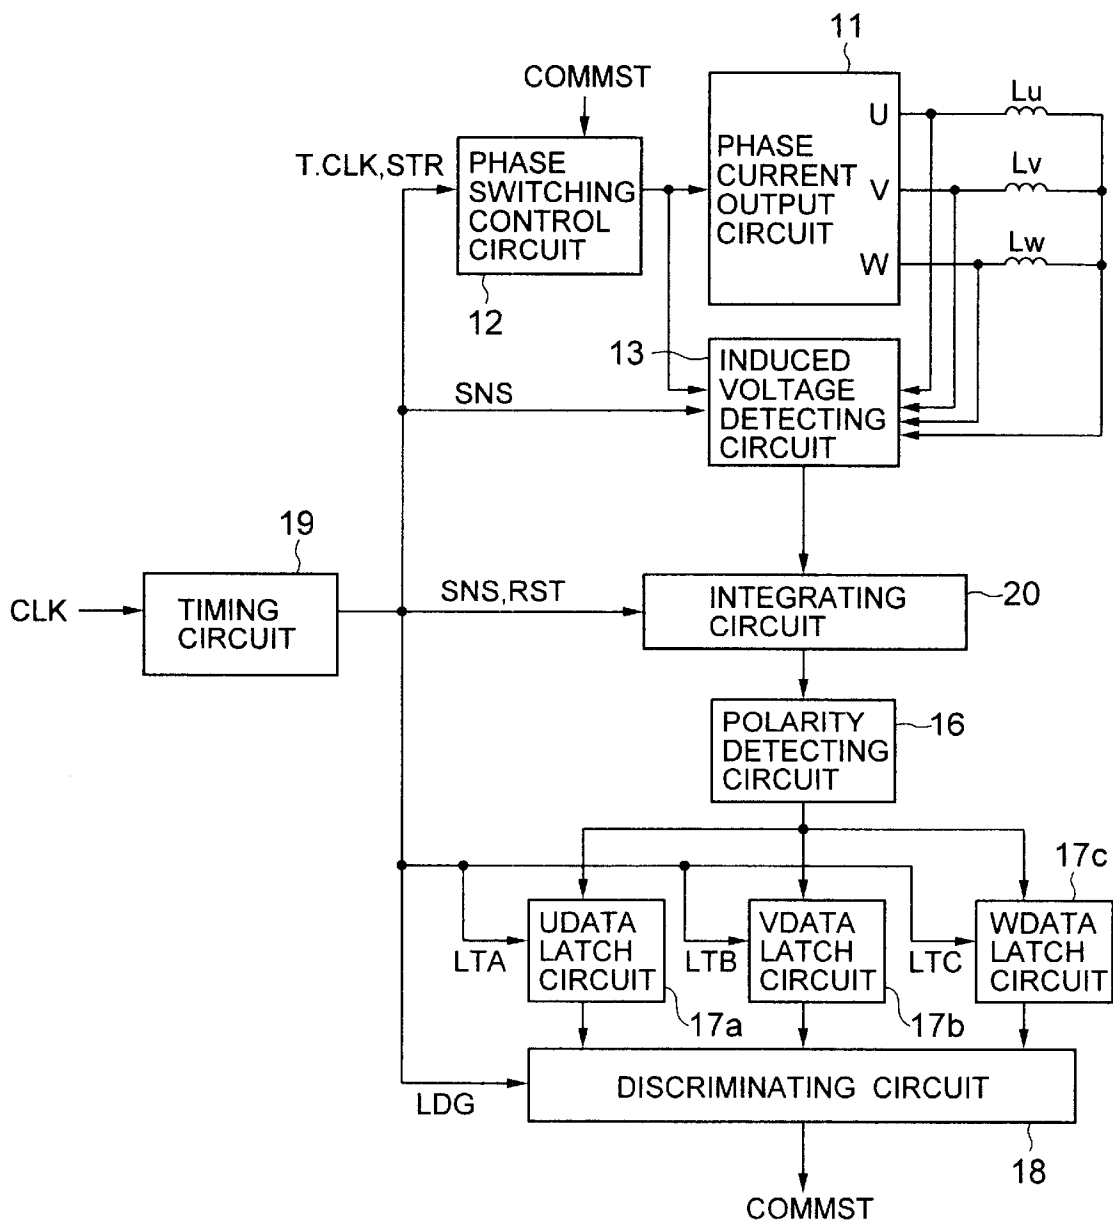 11
COMMST
Lu
U
T.CLK,STR
PHASE
SWITCHING
CONTROL
CIRCUIT
PHASE
CURRENT
OUTPUT
CIRCUIT
Lv
V
Lw
W
12
13
INDUCED
VOLTAGE
DETECTING
CIRCUIT
SNS
19
CLK
TIMING
CIRCUIT
SNS,RST
INTEGRATING
CIRCUIT
20
POLARITY
DETECTING
CIRCUIT
16
17c
UDATA
LATCH
CIRCUIT
VDATA
LATCH
CIRCUIT
WDATA
LATCH
CIRCUIT
LTA
LTB
LTC
17a
17b
DISCRIMINATING CIRCUIT
LDG
18
COMMST